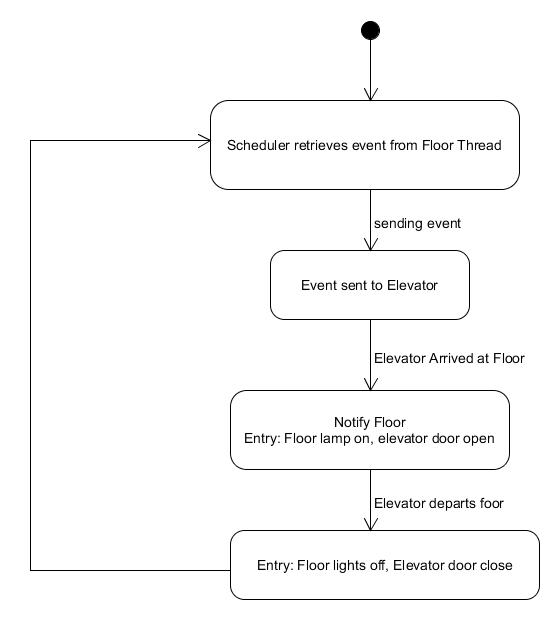 Scheduler retrieves event from Floor Thread
sending event
Event sent to Elevator
Elevator Arrived at Floor
Notify Floor
Entry: Floor lamp on, elevator door open
Elevator departs foor
Entry: Floor lights off, Elevator door close